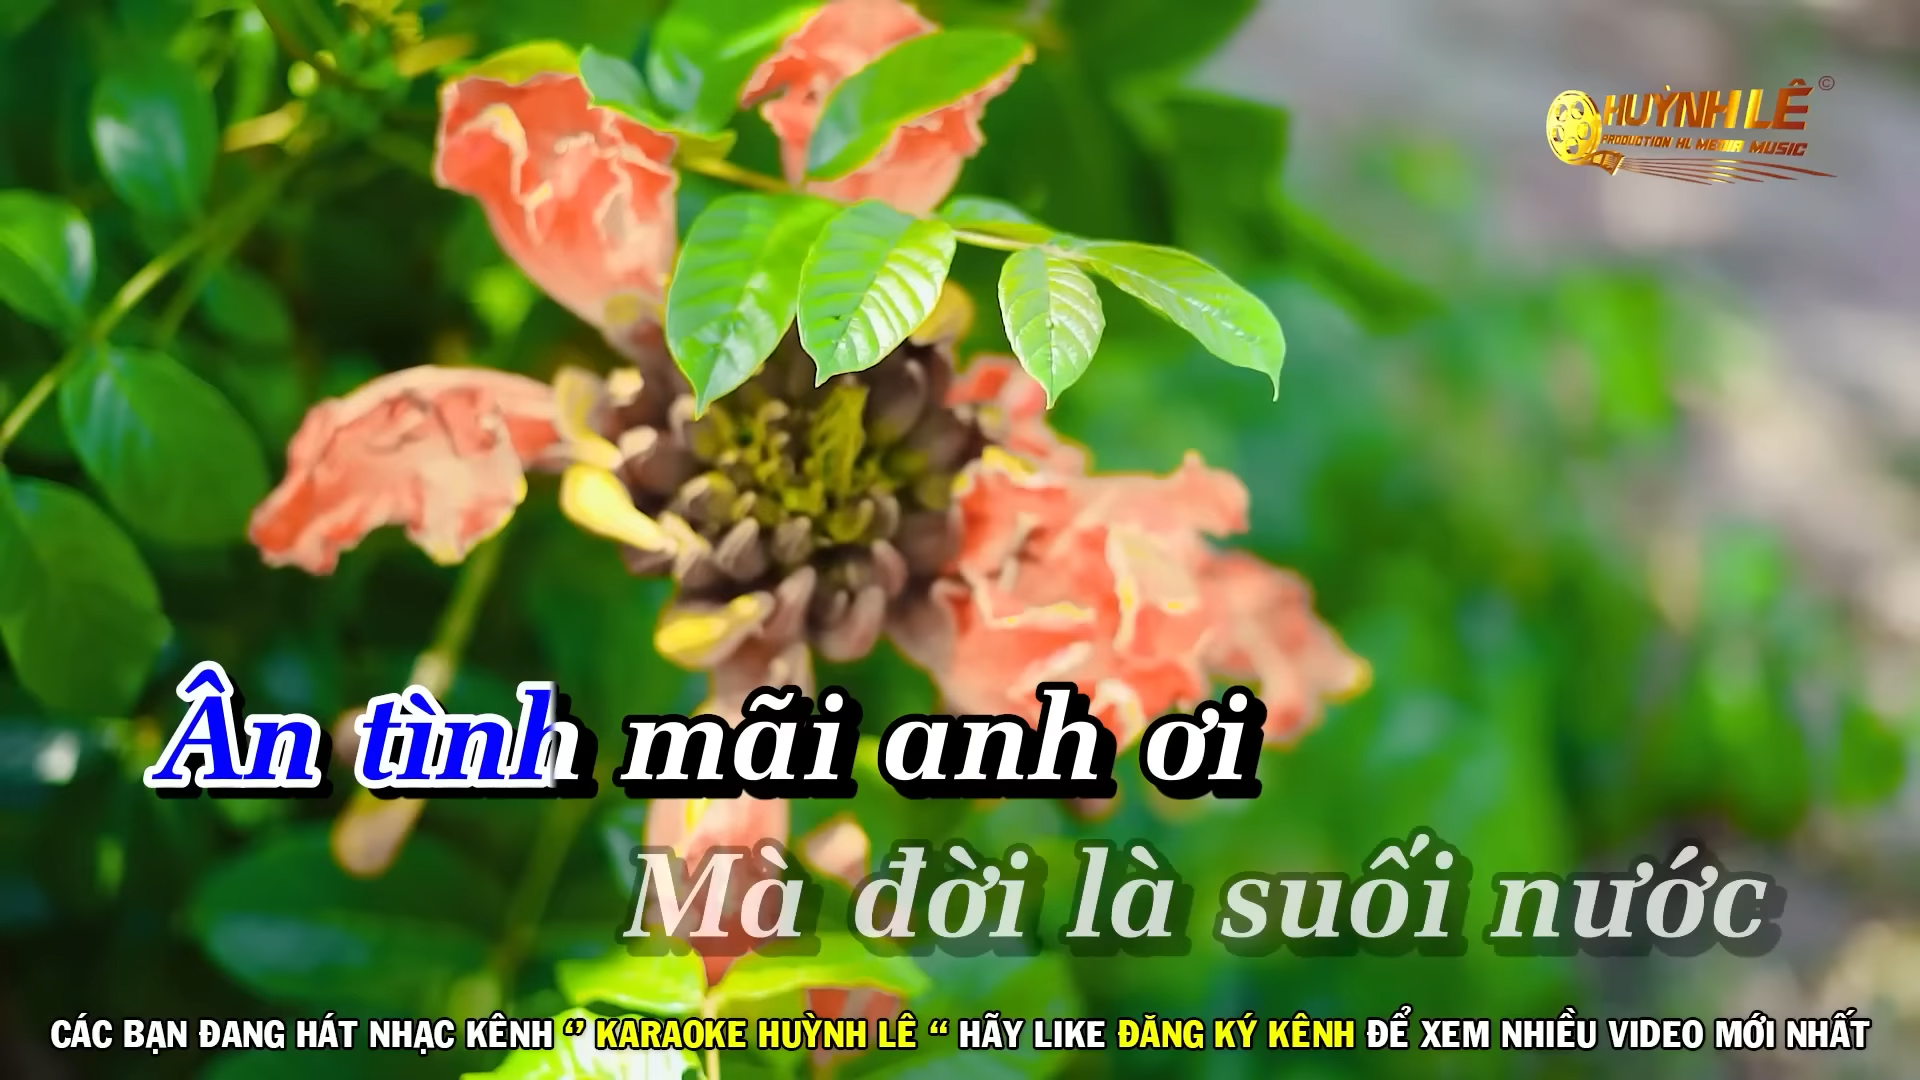 HUỲNH LÊ ©
PRODUCTION HL MEDIA MUSIC
Ân tình mãi anh ơi
Mà đời là suối nước
CÁC BẠN ĐANG HÁT NHẠC KÊNH “ KARAOKE HUỲNH LÊ “ HÃY LIKE ĐĂNG KÝ KÊNH ĐỂ XEM NHIỀU VIDEO MỚI NHẤT